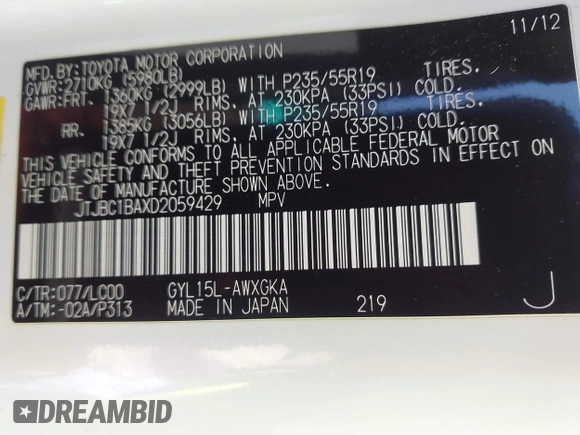 11/12
MFD. BY: TOYOTA MOTOR CORPORATION
GVWR: 2710KG (5980LB)
GAWR: FRT. 1360KG (2999LB) WITH P235/55R19 TIRES.
19X7 1/2J RIMS. AT 230KPA (33PSI) COLD.
RR. 1385KG (3056LB) WITH P235/55R19 TIRES.
19X7 1/2J RIMS. AT 230KPA (33PSI) COLD.
THIS VEHICLE CONFORMS TO ALL APPLICABLE FEDERAL MOTOR
VEHICLE SAFETY AND THEFT PREVENTION STANDARDS IN EFFECT ON
THE DATE OF MANUFACTURE SHOWN ABOVE.
JTJBC1BAXD2059429 MPV
C/TR: 077/LC00 GYL15L-AWXGKA
A/TM: -02A/P313 MADE IN JAPAN 219 J
DREAMBID